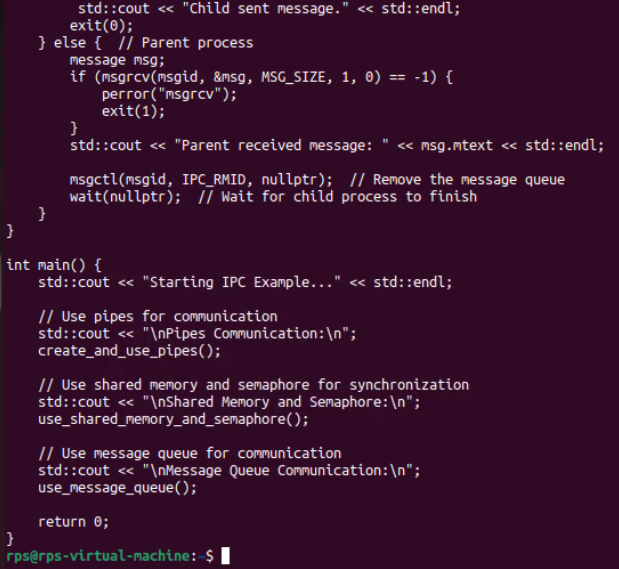 std::cout << "Child sent message." << std::endl;
        exit(0);
    } else {  // Parent process
        message msg;
        if (msgrcv(msgid, &msg, MSG_SIZE, 1, 0) == -1) {
            perror("msgrcv");
            exit(1);
        }
        std::cout << "Parent received message: " << msg.mtext << std::endl;

        msgctl(msgid, IPC_RMID, nullptr);  // Remove the message queue
        wait(nullptr);  // Wait for child process to finish
    }
}

int main() {
    std::cout << "Starting IPC Example..." << std::endl;

    // Use pipes for communication
    std::cout << "\nPipes Communication:\n";
    create_and_use_pipes();

    // Use shared memory and semaphore for synchronization
    std::cout << "\nShared Memory and Semaphore:\n";
    use_shared_memory_and_semaphore();

    // Use message queue for communication
    std::cout << "\nMessage Queue Communication:\n";
    use_message_queue();

    return 0;
}
rps@rps-virtual-machine:~$